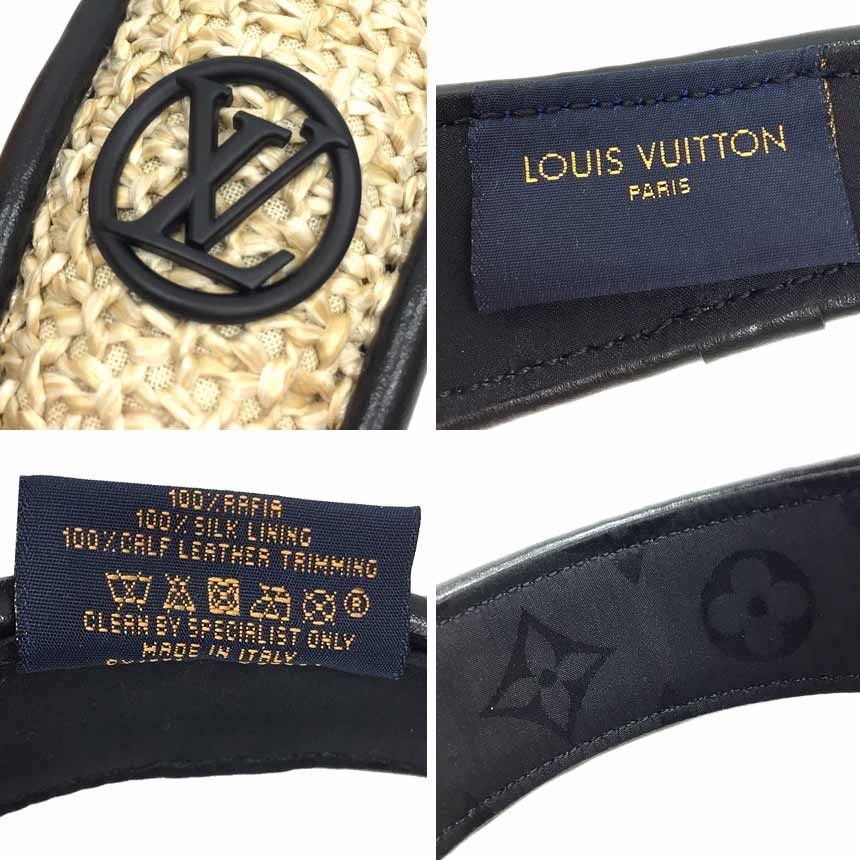 LV
LOUIS VUITTON
PARIS
100% RAFIA
100% SILK LINING
100% CALF LEATHER TRIMMING
CLEAN BY SPECIALIST ONLY
MADE IN ITALY